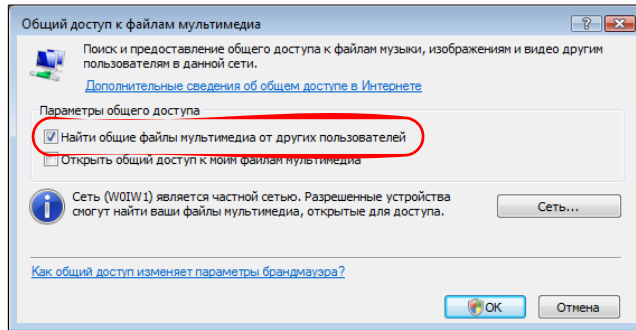 Общий доступ к файлам мультимедиа
Поиск и предоставление общего доступа к файлам музыки, изображениям и видео другим
пользователям в данной сети.
Дополнительные сведения об общем доступе в Интернете
Параметры общего доступа
Найти общие файлы мультимедиа от других пользователей
Открыть общий доступ к моим файлам мультимедиа
Сеть (W0IW1) является частной сетью. Разрешенные устройства
смогут найти ваши файлы мультимедиа, открытые для доступа.
Сеть...
Как общий доступ изменяет параметры брандмауэра?
OK
Отмена